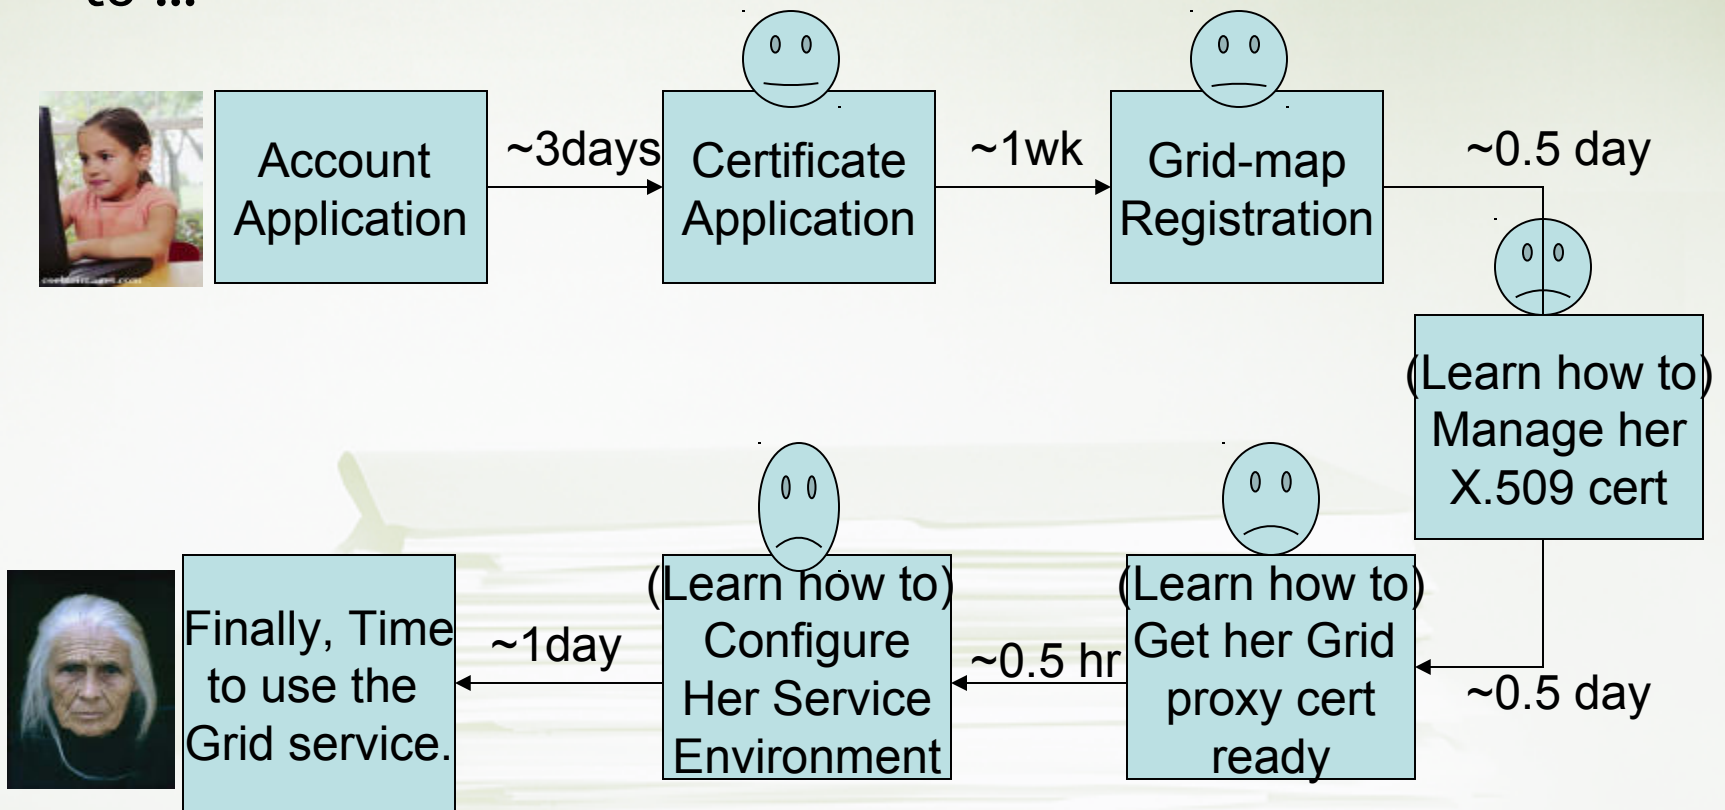 to ...
Account
Application
~3days
Certificate
Application
~1wk
Grid-map
Registration
~0.5 day
(Learn how to)
Manage her
X.509 cert
~0.5 day
(Learn how to)
Get her Grid
proxy cert
ready
~0.5 hr
(Learn how to)
Configure
Her Service
Environment
~1day
Finally, Time
to use the
Grid service.